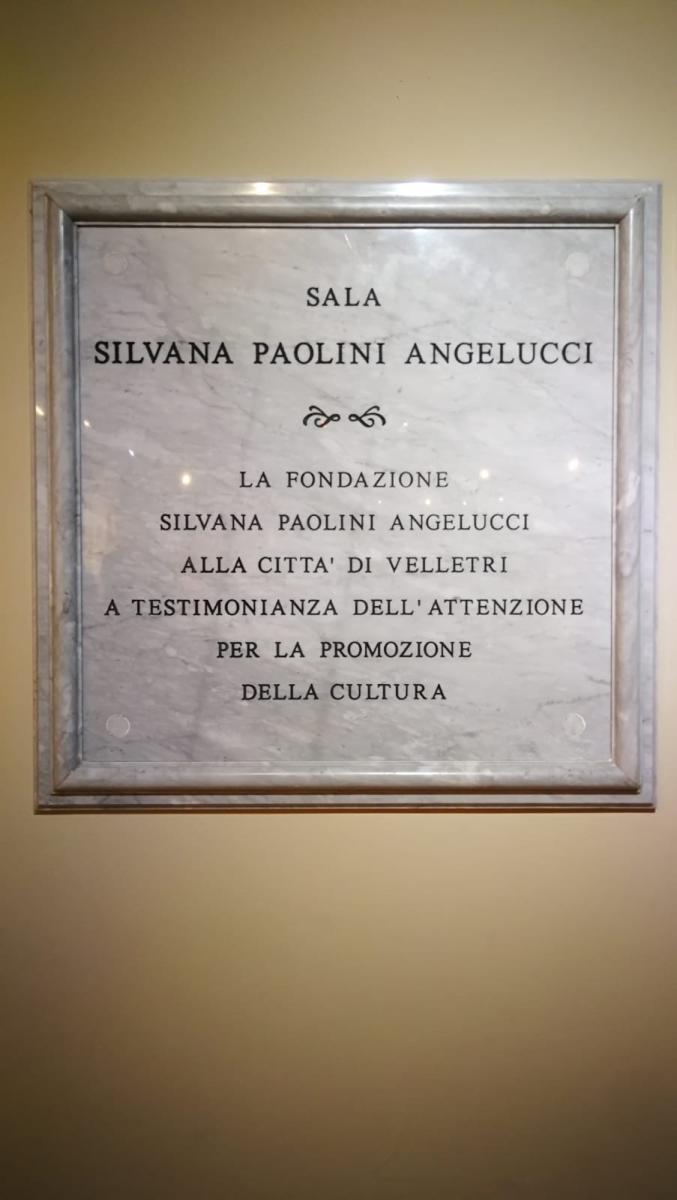 SALA
SILVANA PAOLINI ANGELUCCI
LA FONDAZIONE
SILVANA PAOLINI ANGELUCCI
ALLA CITTA' DI VELLETRI
A TESTIMONIANZA DELL'ATTENZIONE
PER LA PROMOZIONE
DELLA CULTURA